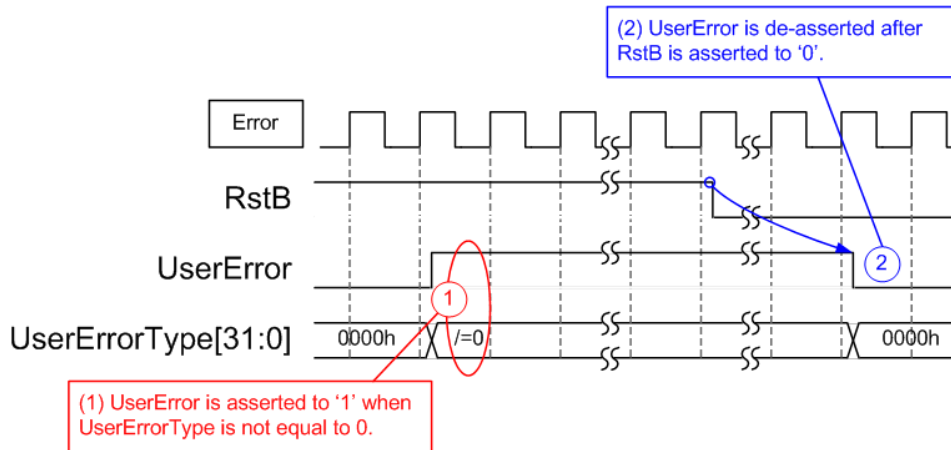 (2) UserError is de-asserted after
RstB is asserted to ‘0’.
Error
RstB
UserError
2
1
UserErrorType[31:0]
0000h
/=0
0000h
(1) UserError is asserted to ‘1’ when
UserErrorType is not equal to 0.